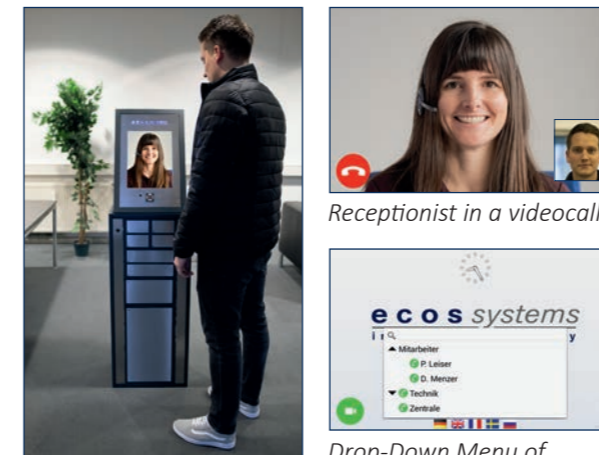 Receptionist in a videocall
ecos systems
Mitarbeiter
P. Leiser
D. Menzer
Technik
Zentrale
Drop-Down Menu of